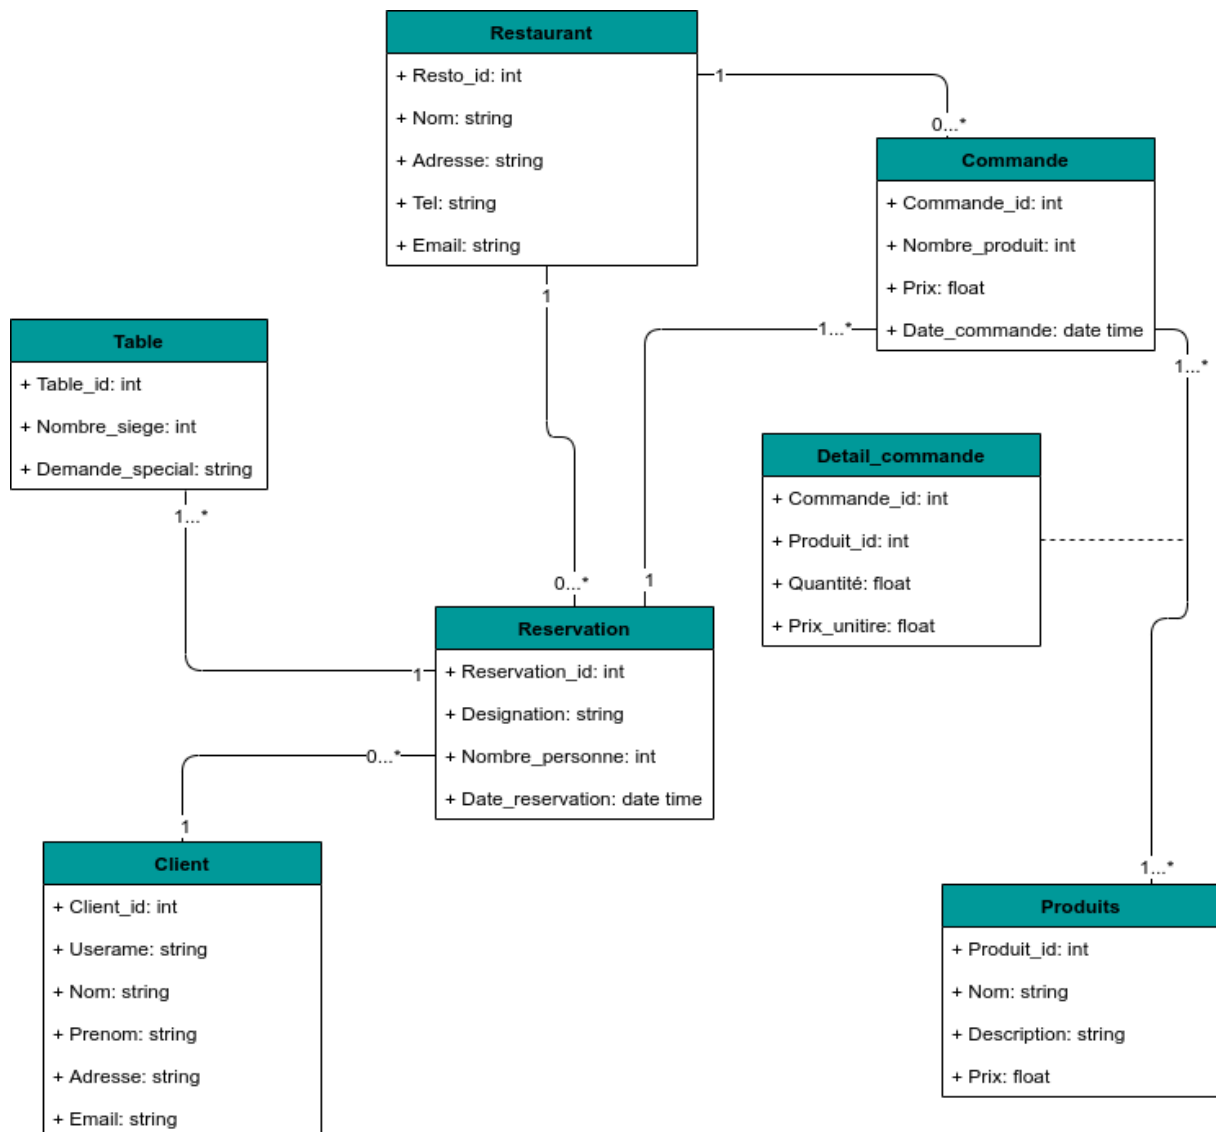 Restaurant
+ Resto_id: int
+ Nom: string
+ Adresse: string
+ Tel: string
+ Email: string
1
0...*
Commande
+ Commande_id: int
+ Nombre_produit: int
+ Prix: float
+ Date_commande: date time
1
1...*
1...*
Table
+ Table_id: int
+ Nombre_siege: int
+ Demande_special: string
1...*
Detail_commande
+ Commande_id: int
+ Produit_id: int
+ Quantité: float
+ Prix_unitire: float
0...*
1
Reservation
+ Reservation_id: int
+ Designation: string
+ Nombre_personne: int
+ Date_reservation: date time
1
0...*
1
Client
+ Client_id: int
+ Userame: string
+ Nom: string
+ Prenom: string
+ Adresse: string
+ Email: string
1...*
Produits
+ Produit_id: int
+ Nom: string
+ Description: string
+ Prix: float